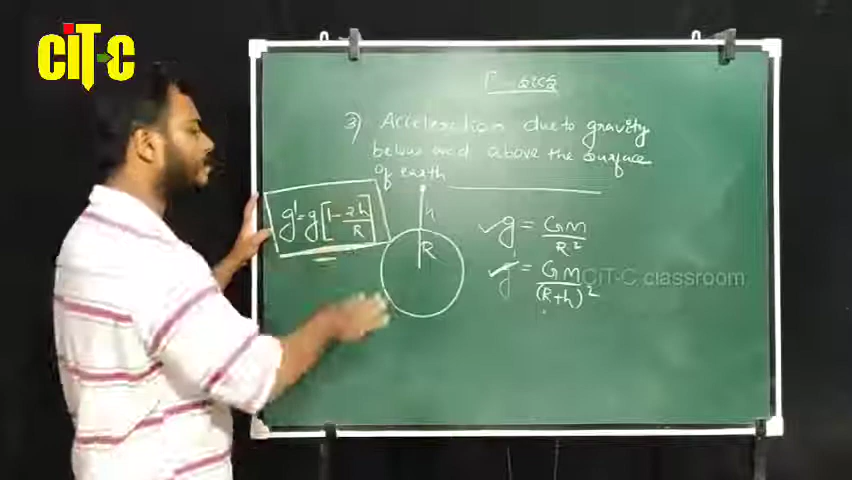 CiT-C
3) Acceleration due to gravity
below and above the surface
of earth
g' = g [1 - 2h/R]
h
R
g = GM/R²
g' = GM/(R+h)²
CiT-C classroom